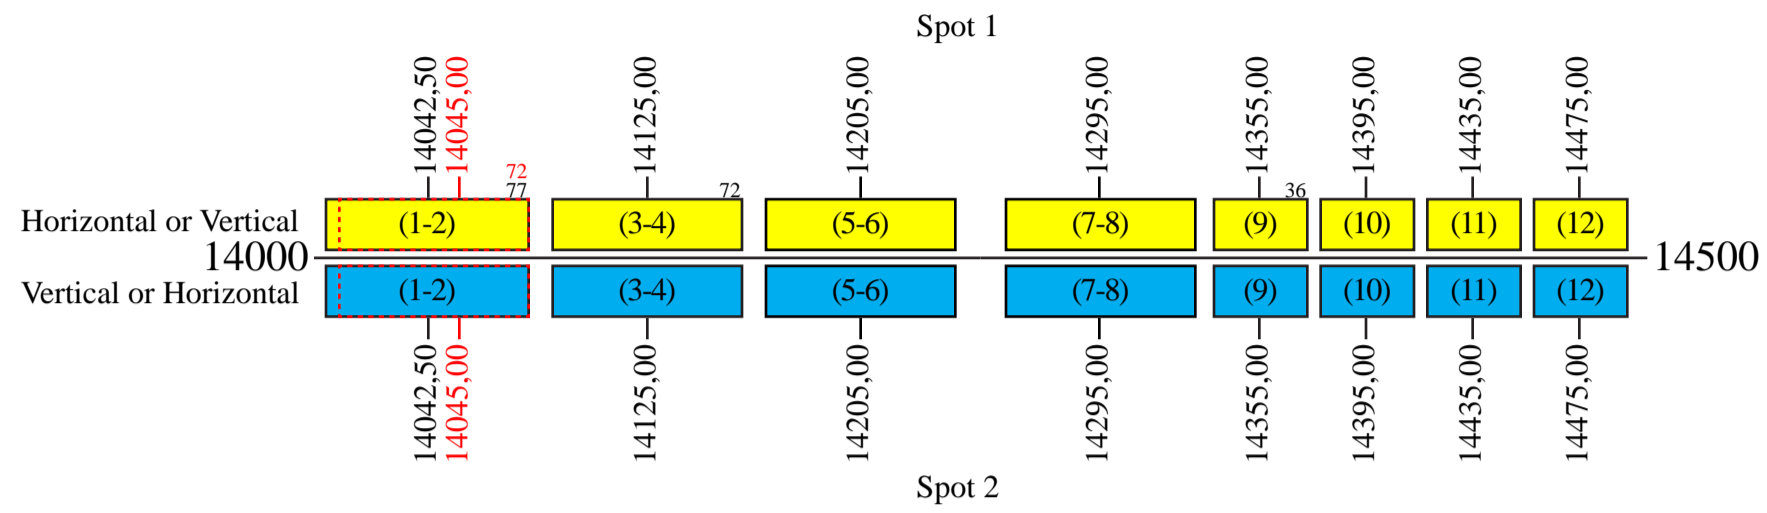 Spot 1
14042,50 14045,00 14125,00 14205,00 14295,00 14355,00 14395,00 14435,00 14475,00
72
77 72 36
Horizontal or Vertical (1-2) (3-4) (5-6) (7-8) (9) (10) (11) (12)
14000 14500
Vertical or Horizontal (1-2) (3-4) (5-6) (7-8) (9) (10) (11) (12)
14042,50 14045,00 14125,00 14205,00 14295,00 14355,00 14395,00 14435,00 14475,00
Spot 2